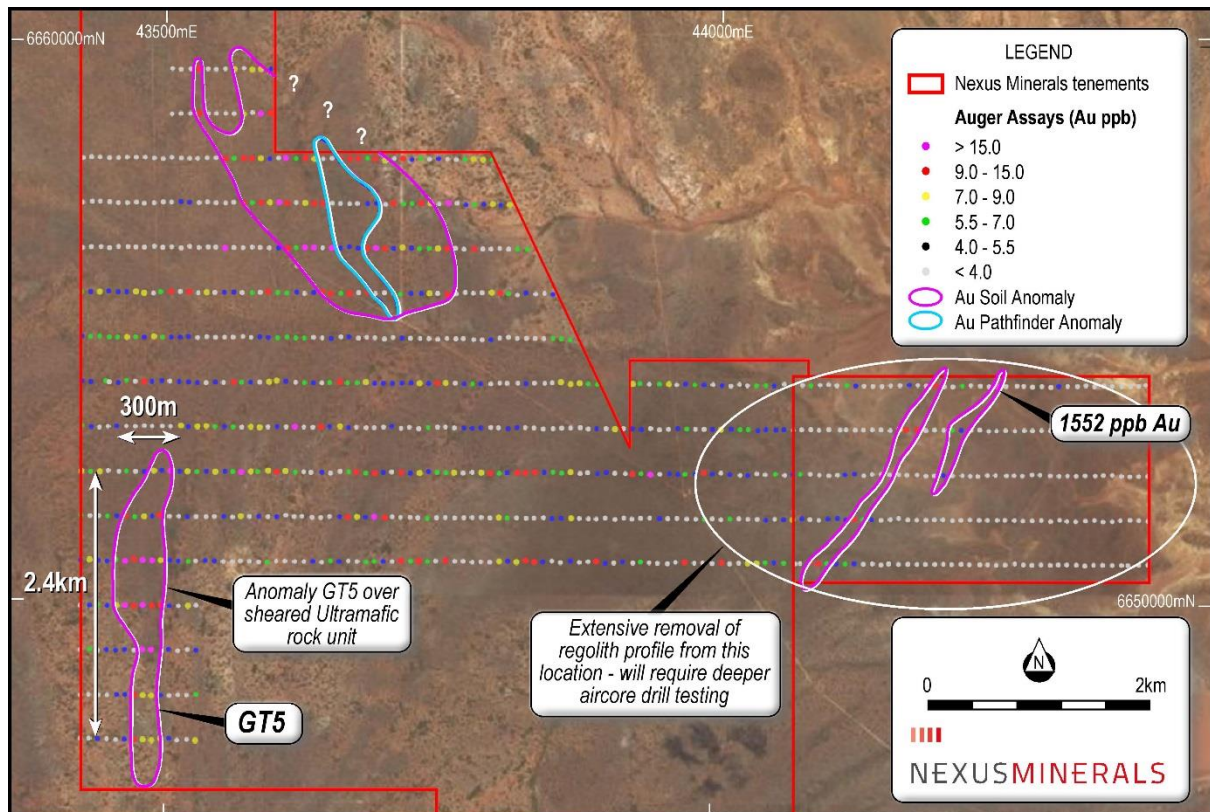 6660000mN
43500mE
44000mE
LEGEND
Nexus Minerals tenements
Auger Assays (Au ppb)
> 15.0
9.0 - 15.0
7.0 - 9.0
5.5 - 7.0
4.0 - 5.5
< 4.0
Au Soil Anomaly
Au Pathfinder Anomaly
?
?
?
300m
1552 ppb Au
2.4km
Anomaly GT5 over
sheared Ultramafic
rock unit
GT5
Extensive removal of
regolith profile from this
location - will require deeper
aircore drill testing
6650000mN
N
0
2km
NEXUSMINERALS